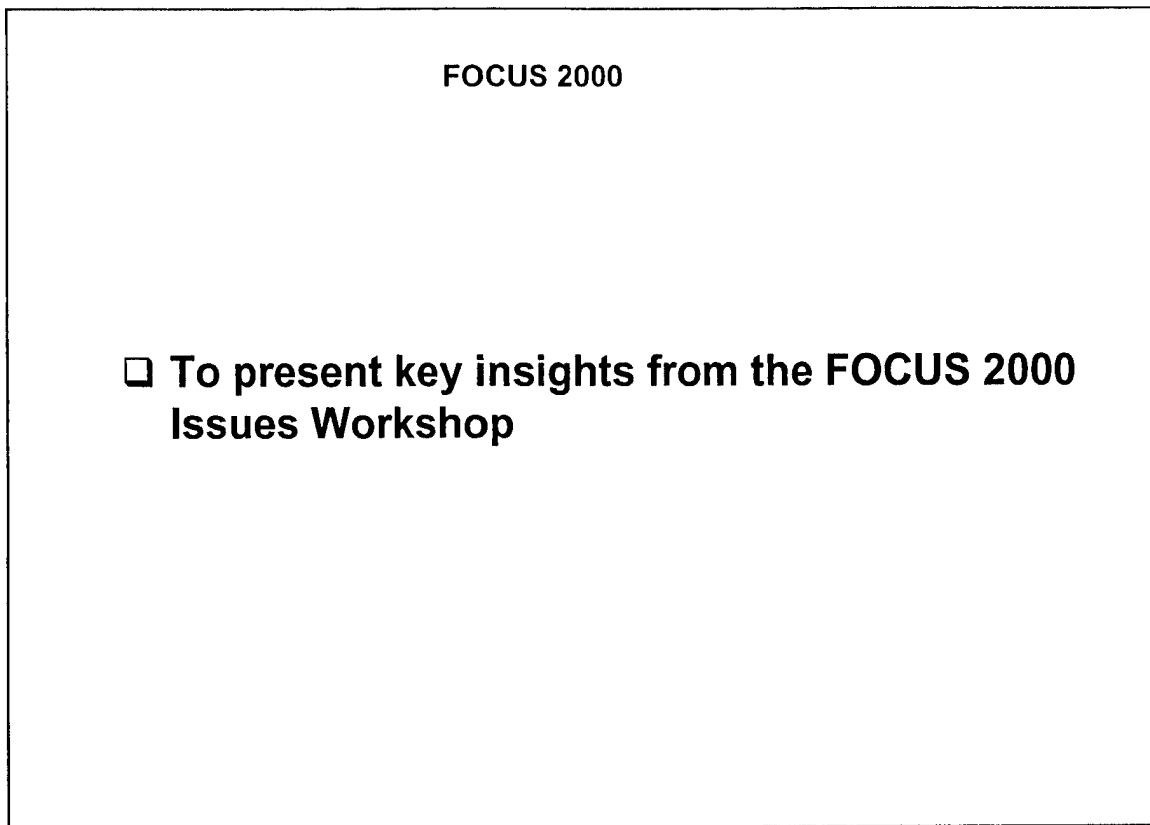 FOCUS 2000
❑ To present key insights from the FOCUS 2000
Issues Workshop